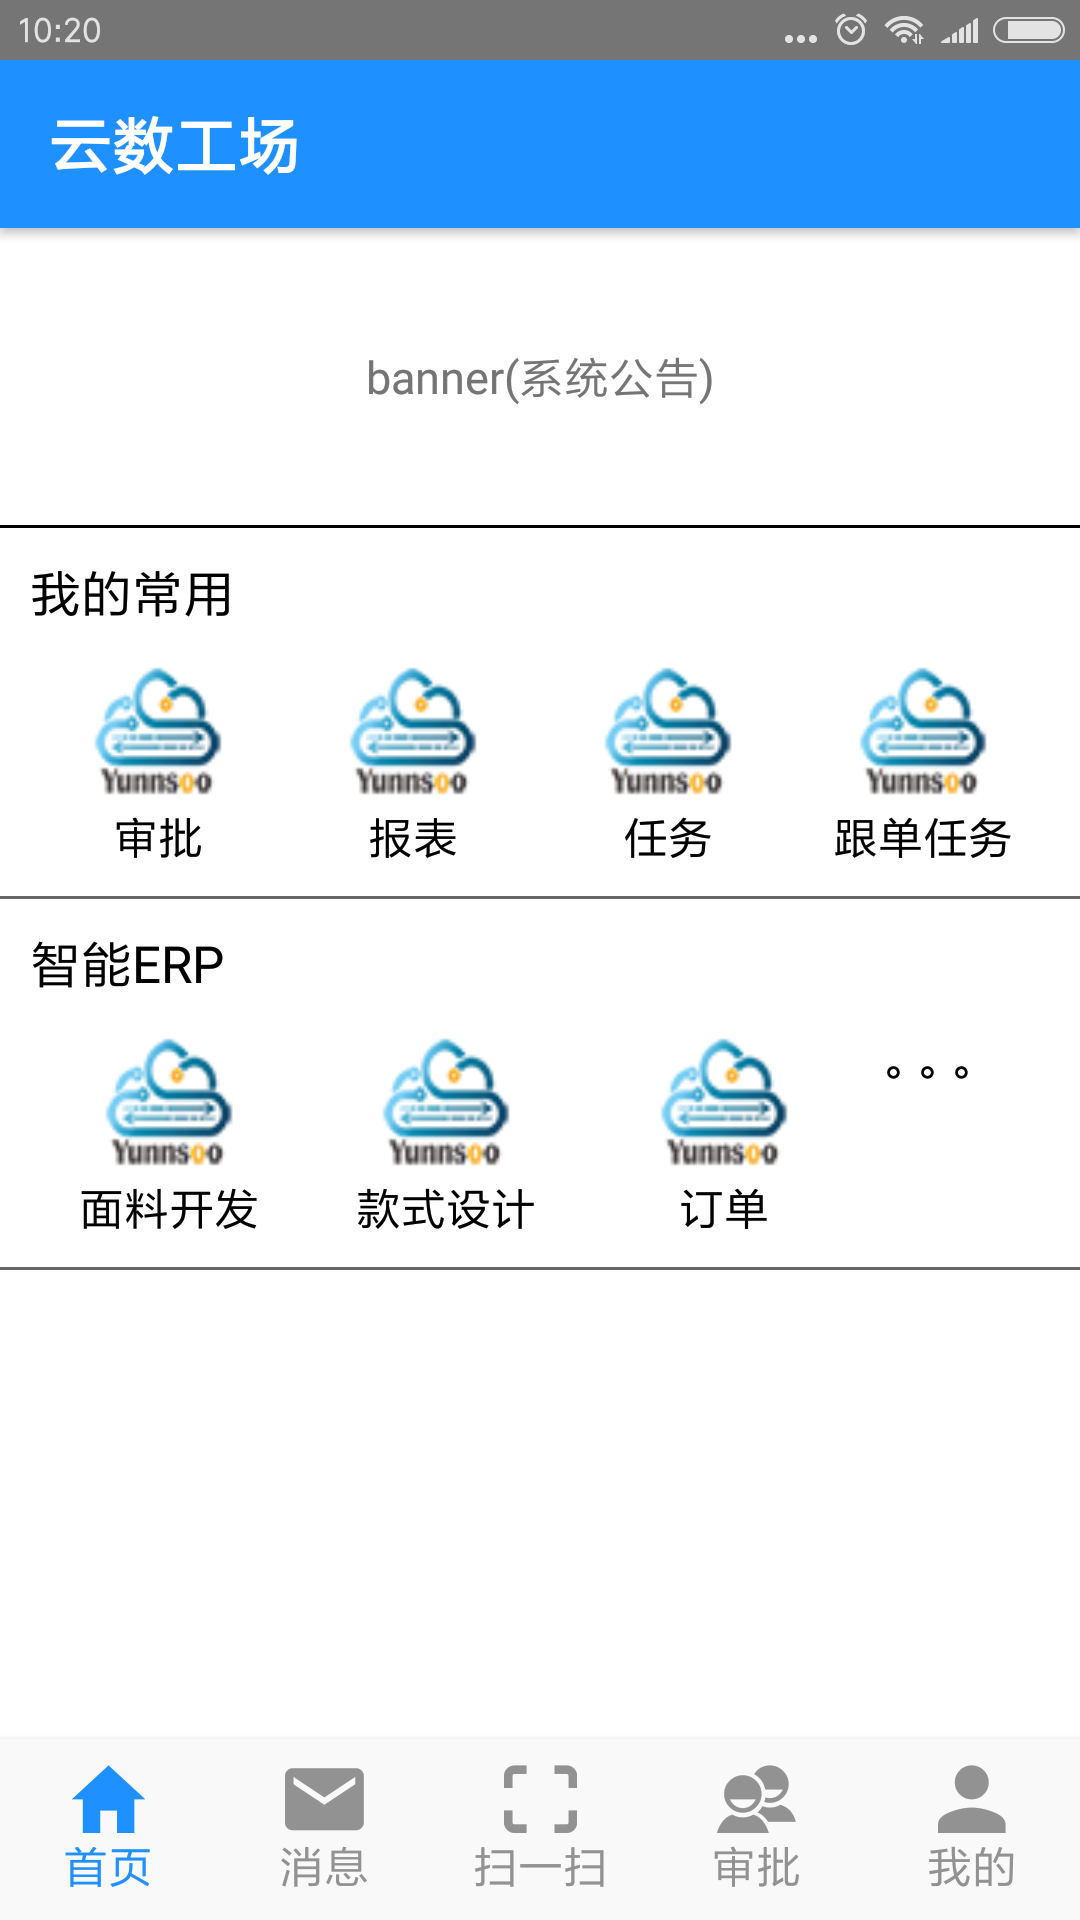 10:20
云数工场
banner(系统公告)
我的常用
Yunnsoo Yunnsoo Yunnsoo Yunnsoo
审批 报表 任务 跟单任务
智能ERP
Yunnsoo Yunnsoo Yunnsoo 。。。
面料开发 款式设计 订单
首页 消息 扫一扫 审批 我的